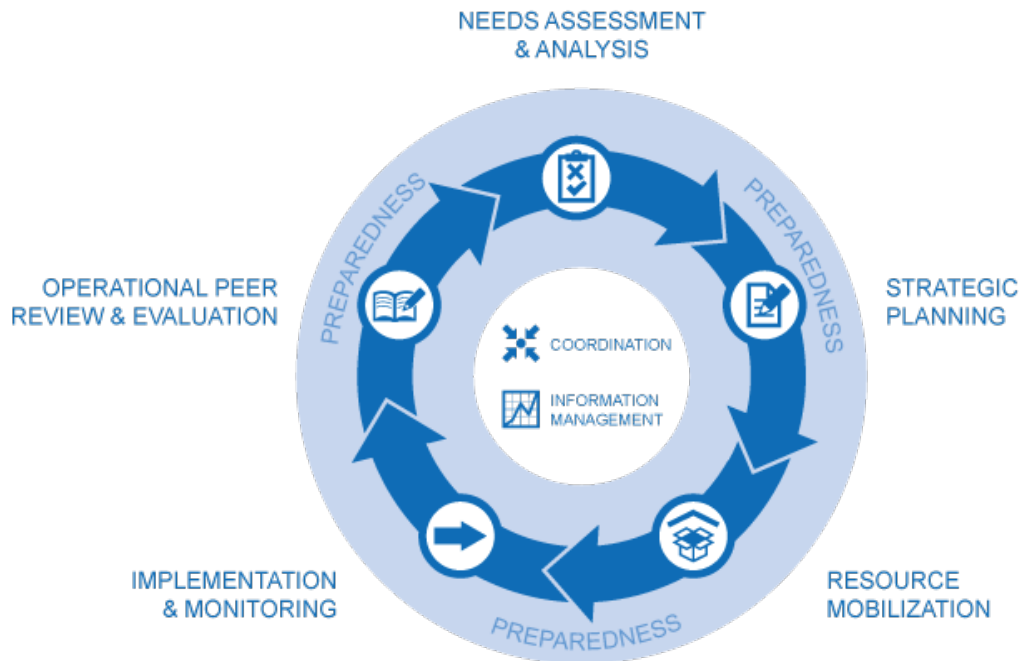 NEEDS ASSESSMENT
& ANALYSIS
PREPAREDNESS
PREPAREDNESS
OPERATIONAL PEER
REVIEW & EVALUATION
STRATEGIC
PLANNING
COORDINATION
INFORMATION
MANAGEMENT
IMPLEMENTATION
& MONITORING
RESOURCE
MOBILIZATION
PREPAREDNESS